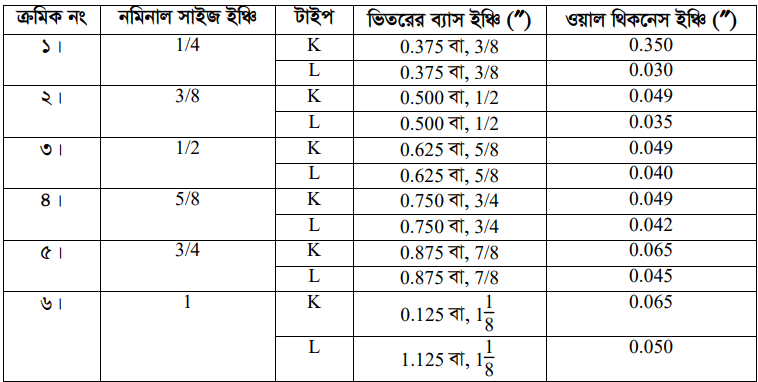 ক্রমিক নং নমিনাল সাইজ ইঞ্চি টাইপ ভিতরের ব্যাস ইঞ্চি (″) ওয়াল থিকনেস ইঞ্চি (″)
১। 1/4 K 0.375 বা, 3/8 0.350
L 0.375 বা, 3/8 0.030
২। 3/8 K 0.500 বা, 1/2 0.049
L 0.500 বা, 1/2 0.035
৩। 1/2 K 0.625 বা, 5/8 0.049
L 0.625 বা, 5/8 0.040
৪। 5/8 K 0.750 বা, 3/4 0.049
L 0.750 বা, 3/4 0.042
৫। 3/4 K 0.875 বা, 7/8 0.065
L 0.875 বা, 7/8 0.045
৬। 1 K 0.125 বা, 1 1/8 0.065
L 1.125 বা, 1 1/8 0.050